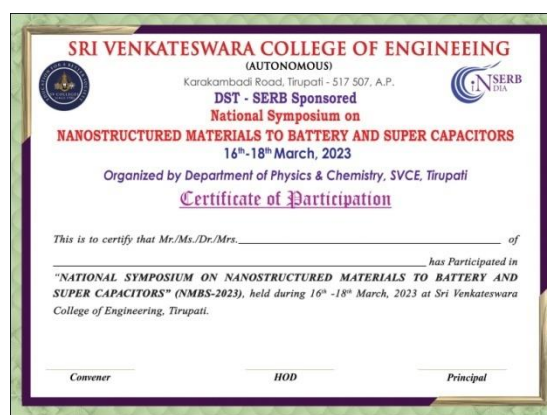 SRI VENKATESWARA COLLEGE OF ENGINEEING
(AUTONOMOUS)
Karakambadi Road, Tirupati - 517 507, A.P.
SERB
INDIA
DST - SERB Sponsored
National Symposium on
NANOSTRUCTURED MATERIALS TO BATTERY AND SUPER CAPACITORS
16th-18th March, 2023
Organized by Department of Physics & Chemistry, SVCE, Tirupati
Certificate of Participation
This is to certify that Mr./Ms./Dr./Mrs.____________ of
____________ has Participated in
"NATIONAL SYMPOSIUM ON NANOSTRUCTURED MATERIALS TO BATTERY AND
SUPER CAPACITORS" (NMBS-2023), held during 16th -18th March, 2023 at Sri Venkateswara
College of Engineering, Tirupati.
Convener HOD Principal